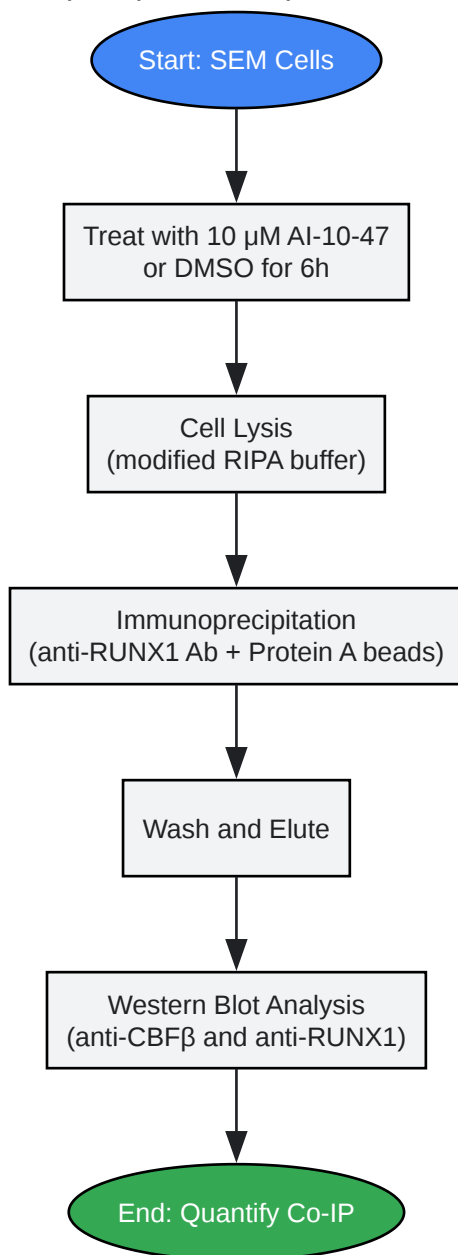 Start: SEM Cells
Treat with 10 μM AI-10-47
or DMSO for 6h
Cell Lysis
(modified RIPA buffer)
Immunoprecipitation
(anti-RUNX1 Ab + Protein A beads)
Wash and Elute
Western Blot Analysis
(anti-CBFβ and anti-RUNX1)
End: Quantify Co-IP